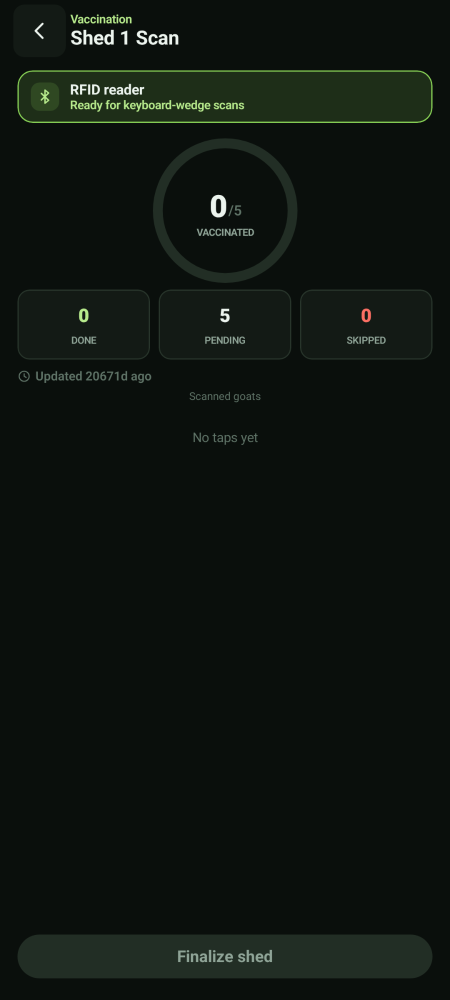 Vaccination
Shed 1 Scan
RFID reader
Ready for keyboard-wedge scans
0/5
VACCINATED
0
DONE
5
PENDING
0
SKIPPED
Updated 20671d ago
Scanned goats
No taps yet
Finalize shed